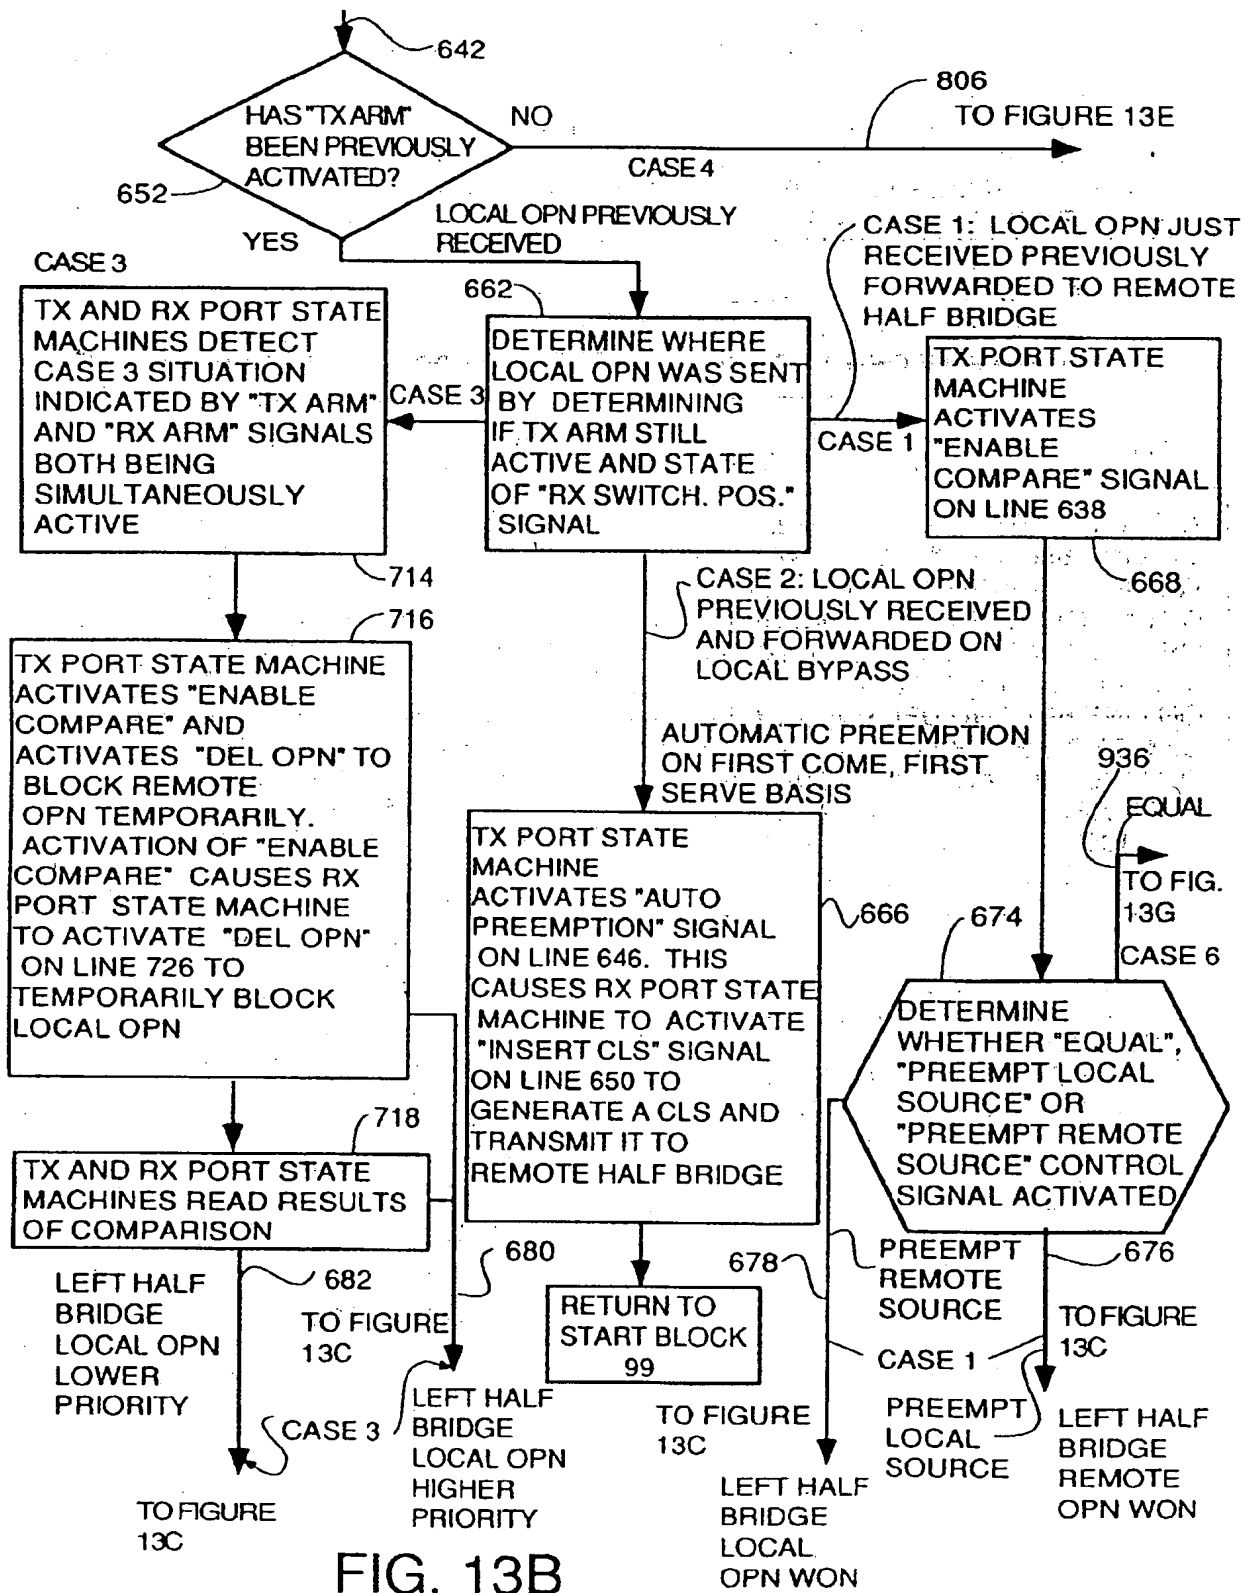 642
HAS "TX ARM"
BEEN PREVIOUSLY
ACTIVATED?
652
NO
CASE 4
806
TO FIGURE 13E
YES
LOCAL OPN PREVIOUSLY
RECEIVED
CASE 1: LOCAL OPN JUST
RECEIVED PREVIOUSLY
FORWARDED TO REMOTE
HALF BRIDGE
CASE 3
TX AND RX PORT STATE
MACHINES DETECT
CASE 3 SITUATION
INDICATED BY "TX ARM"
AND "RX ARM" SIGNALS
BOTH BEING
SIMULTANEOUSLY
ACTIVE
714
CASE 3
662
DETERMINE WHERE
LOCAL OPN WAS SENT
BY DETERMINING
IF TX ARM STILL
ACTIVE AND STATE
OF "RX SWITCH. POS."
SIGNAL
CASE 1
TX PORT STATE
MACHINE
ACTIVATES
"ENABLE
COMPARE" SIGNAL
ON LINE 638
668
CASE 2: LOCAL OPN
PREVIOUSLY RECEIVED
AND FORWARDED ON
LOCAL BYPASS
AUTOMATIC PREEMPTION
ON FIRST COME, FIRST
SERVE BASIS
716
TX PORT STATE MACHINE
ACTIVATES "ENABLE
COMPARE" AND
ACTIVATES "DEL OPN" TO
BLOCK REMOTE
OPN TEMPORARILY.
ACTIVATION OF "ENABLE
COMPARE" CAUSES RX
PORT STATE MACHINE
TO ACTIVATE "DEL OPN"
ON LINE 726 TO
TEMPORARILY BLOCK
LOCAL OPN
TX PORT STATE
MACHINE
ACTIVATES "AUTO
PREEMPTION" SIGNAL
ON LINE 646. THIS
CAUSES RX PORT STATE
MACHINE TO ACTIVATE
"INSERT CLS" SIGNAL
ON LINE 650 TO
GENERATE A CLS AND
TRANSMIT IT TO
REMOTE HALF BRIDGE
666
936
EQUAL
TO FIG.
13G
CASE 6
674
DETERMINE
WHETHER "EQUAL",
"PREEMPT LOCAL
SOURCE" OR
"PREEMPT REMOTE
SOURCE" CONTROL
SIGNAL ACTIVATED
718
TX AND RX PORT STATE
MACHINES READ RESULTS
OF COMPARISON
682
LEFT HALF
BRIDGE
LOCAL OPN
LOWER
PRIORITY
680
TO FIGURE
13C
CASE 3
TO FIGURE
13C
LEFT HALF
BRIDGE
LOCAL OPN
HIGHER
PRIORITY
RETURN TO
START BLOCK
99
678
PREEMPT
REMOTE
SOURCE
676
CASE 1
TO FIGURE
13C
TO FIGURE
13C
LEFT HALF
BRIDGE
LOCAL
OPN WON
PREEMPT
LOCAL
SOURCE
LEFT HALF
BRIDGE
REMOTE
OPN WON
FIG. 13B